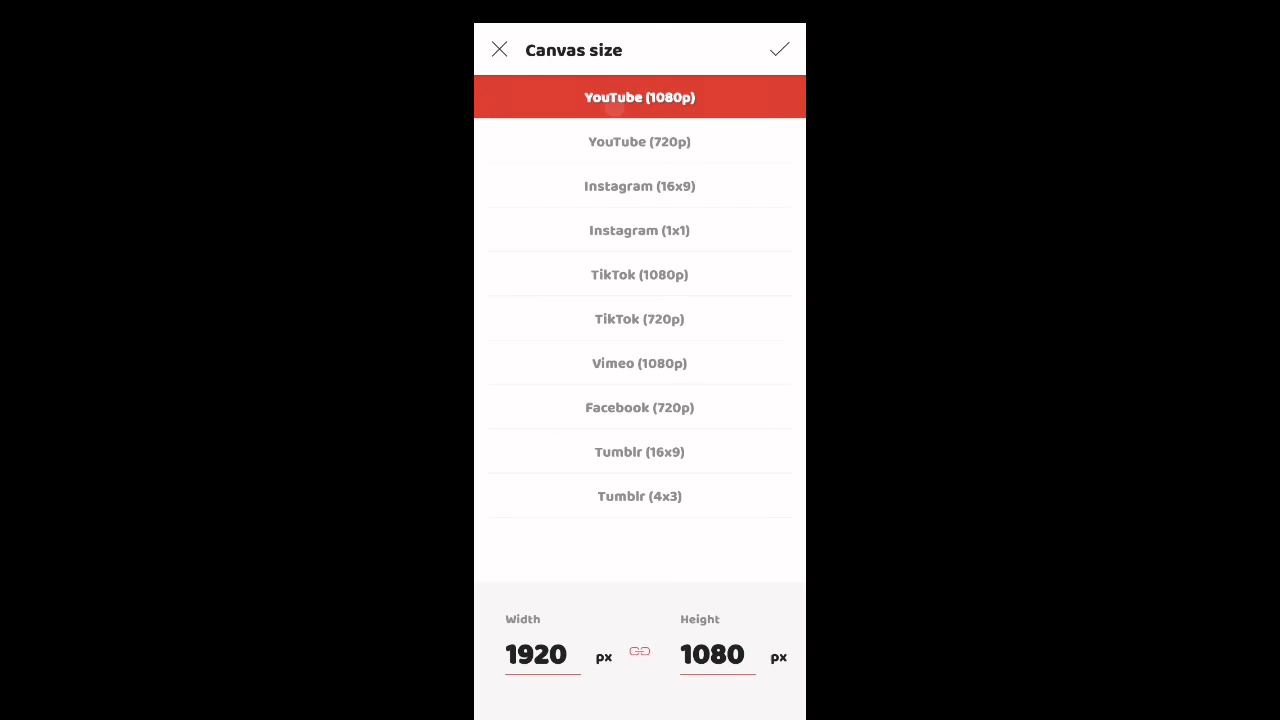 Canvas size
YouTube (1080p)
YouTube (720p)
Instagram (16x9)
Instagram (1x1)
TikTok (1080p)
TikTok (720p)
Vimeo (1080p)
Facebook (720p)
Tumblr (16x9)
Tumblr (4x3)
Width Height
1920 px 1080 px